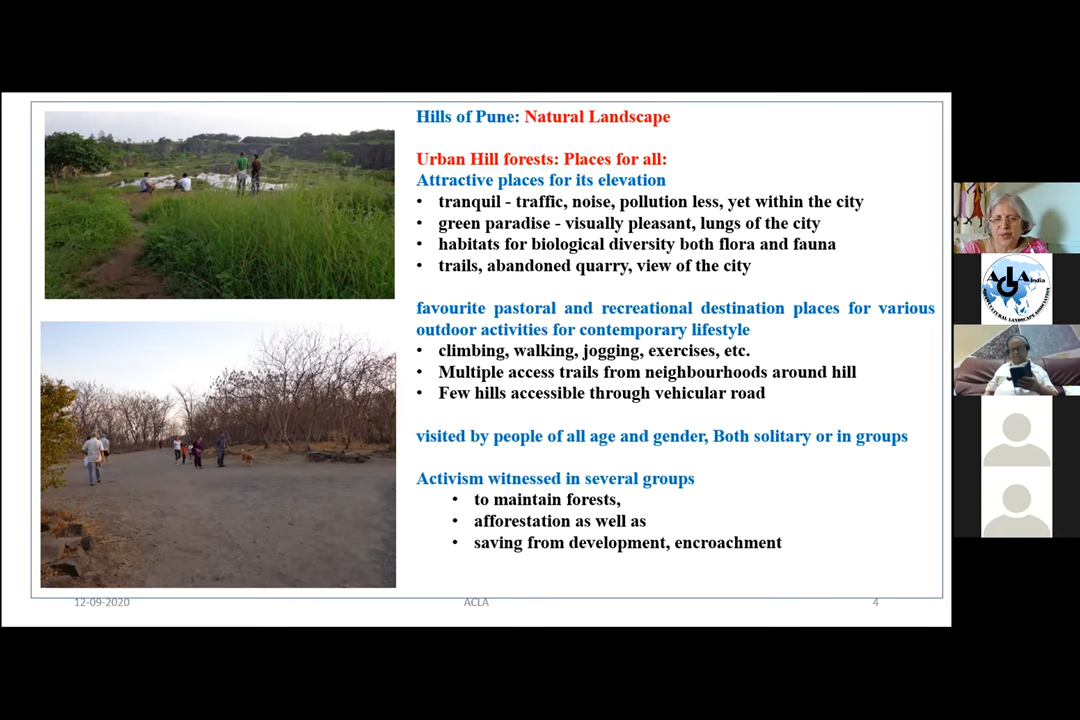 Hills of Pune: Natural Landscape
Urban Hill forests: Places for all:
Attractive places for its elevation
• tranquil - traffic, noise, pollution less, yet within the city
• green paradise - visually pleasant, lungs of the city
• habitats for biological diversity both flora and fauna
• trails, abandoned quarry, view of the city
favourite pastoral and recreational destination places for various
outdoor activities for contemporary lifestyle
• climbing, walking, jogging, exercises, etc.
• Multiple access trails from neighbourhoods around hill
• Few hills accessible through vehicular road
visited by people of all age and gender, Both solitary or in groups
Activism witnessed in several groups
• to maintain forests,
• afforestation as well as
• saving from development, encroachment
12-09-2020
ACLA
4
ACLA
India